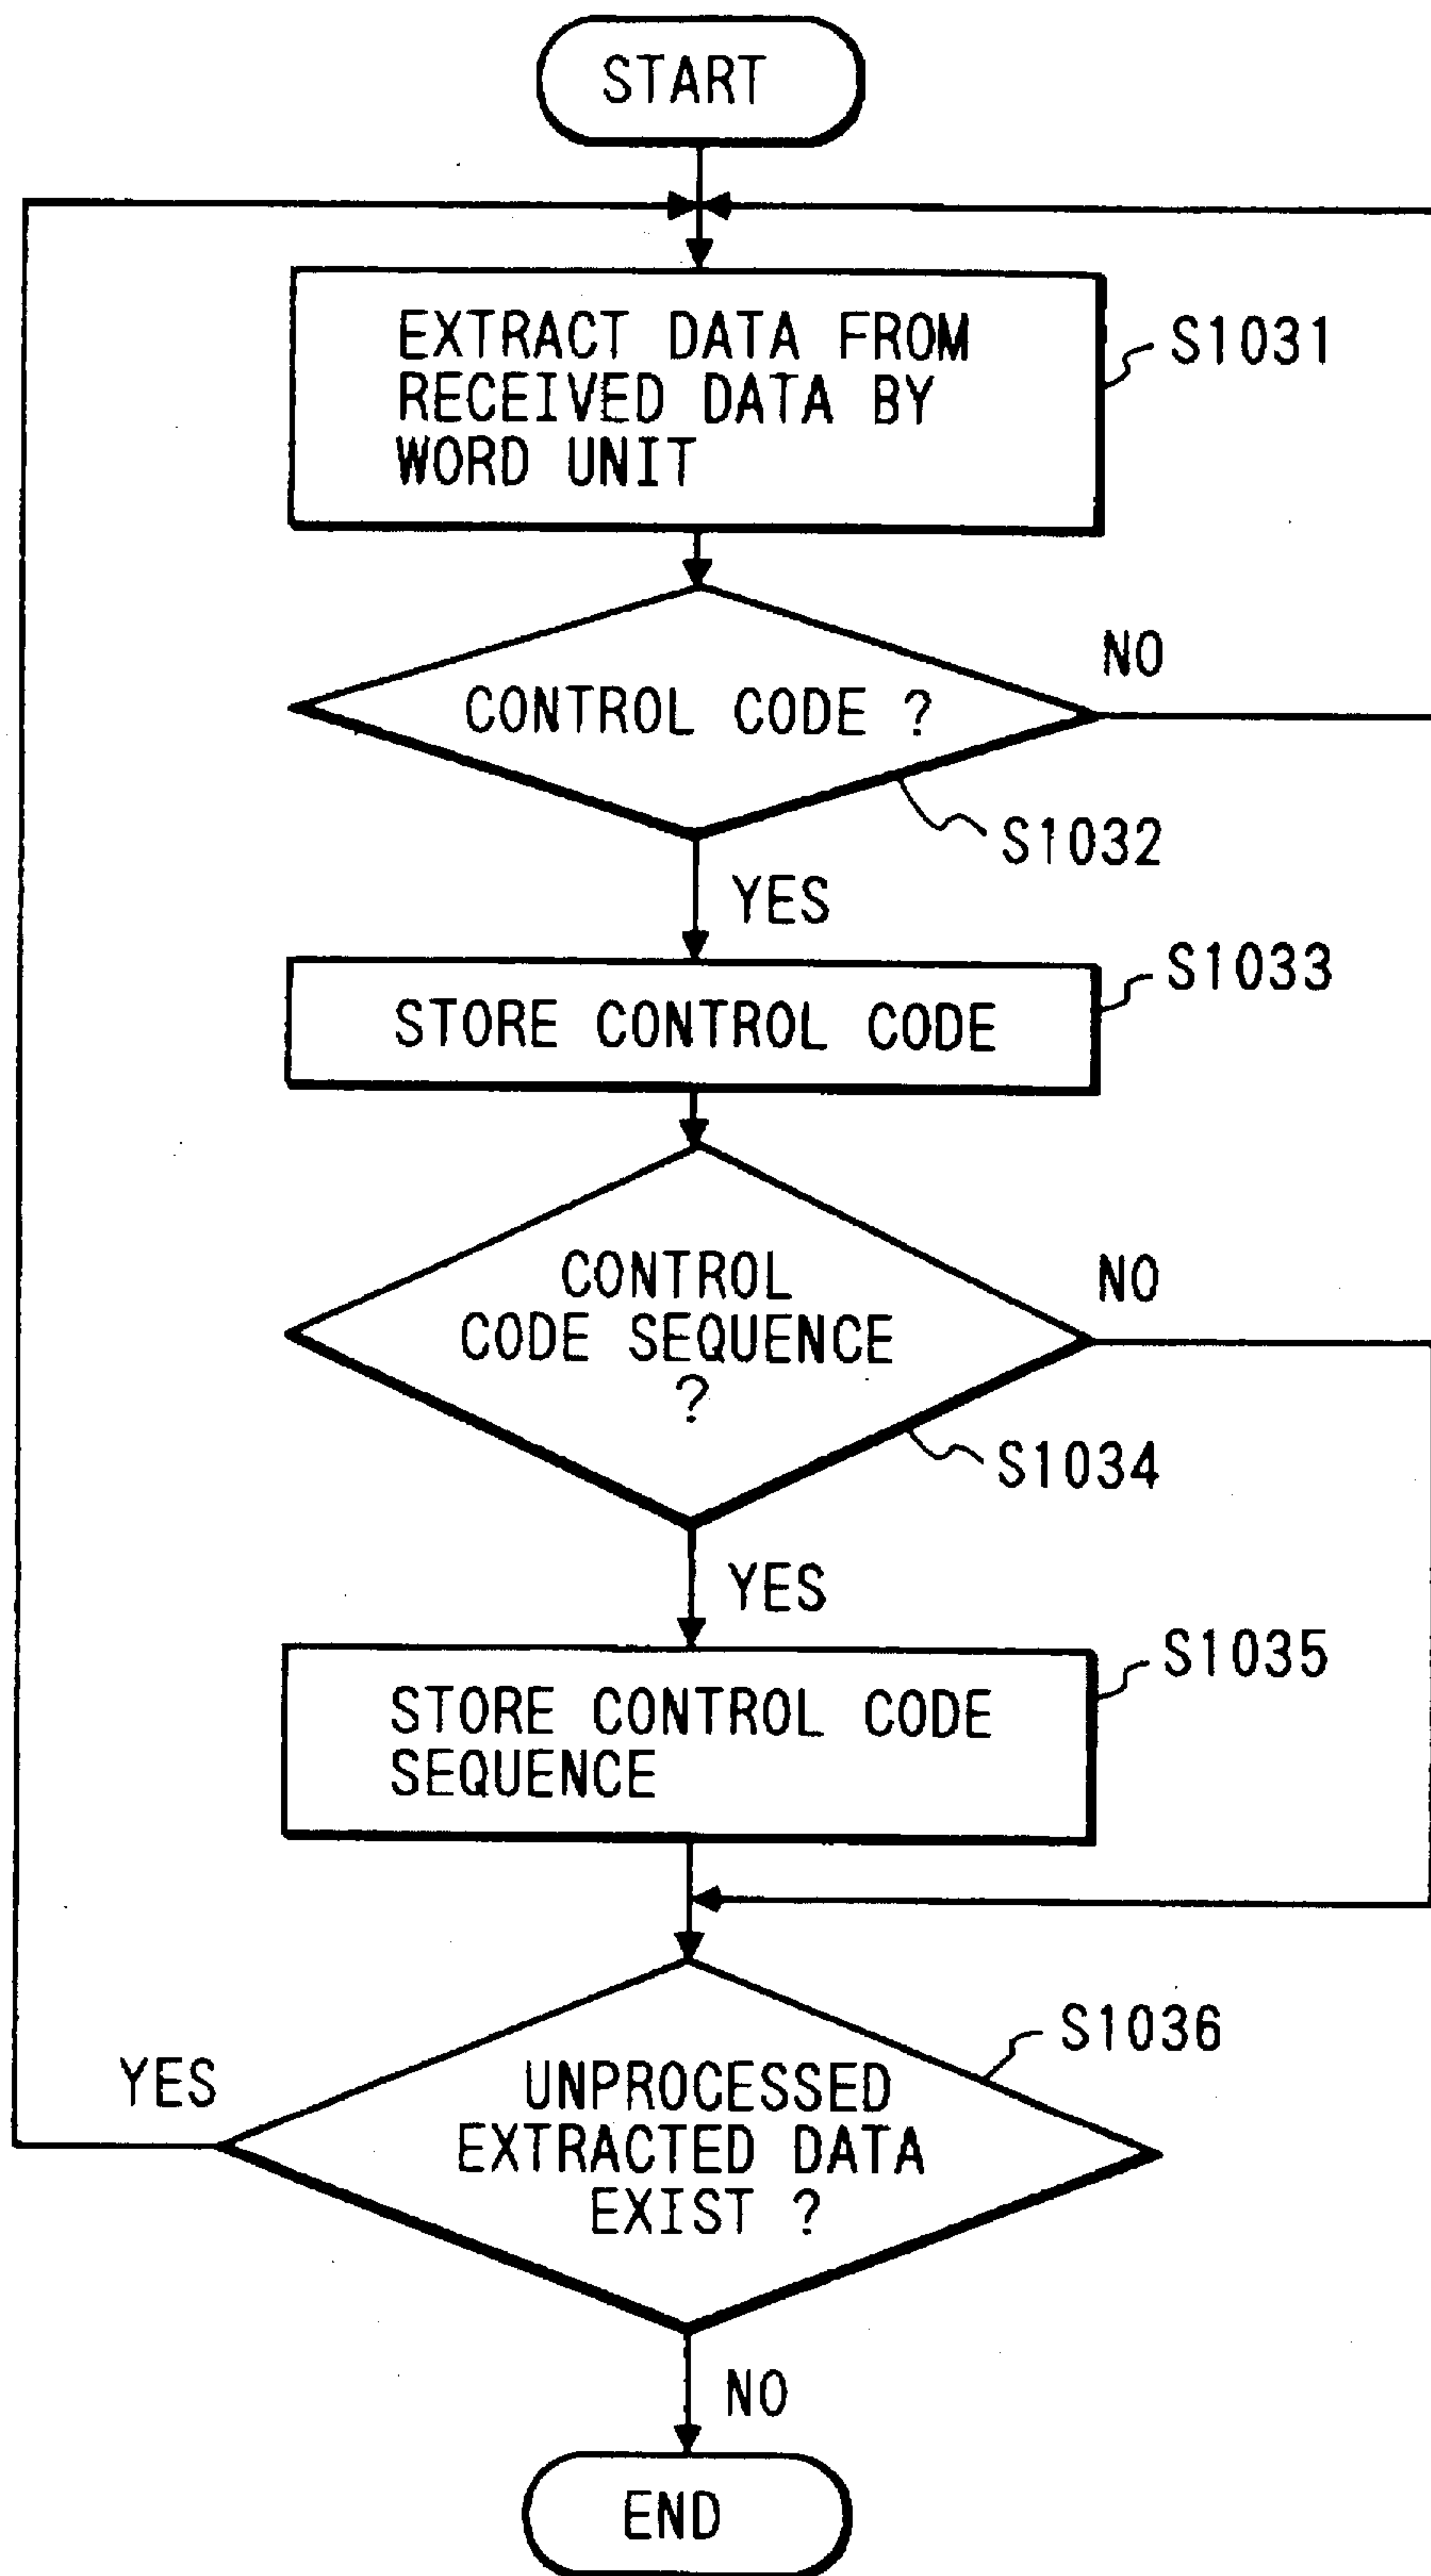 START
EXTRACT DATA FROM
RECEIVED DATA BY
WORD UNIT
S1031
CONTROL CODE ?
NO
S1032
YES
STORE CONTROL CODE
S1033
CONTROL
CODE SEQUENCE
?
NO
S1034
YES
STORE CONTROL CODE
SEQUENCE
S1035
UNPROCESSED
EXTRACTED DATA
EXIST ?
S1036
YES
NO
END